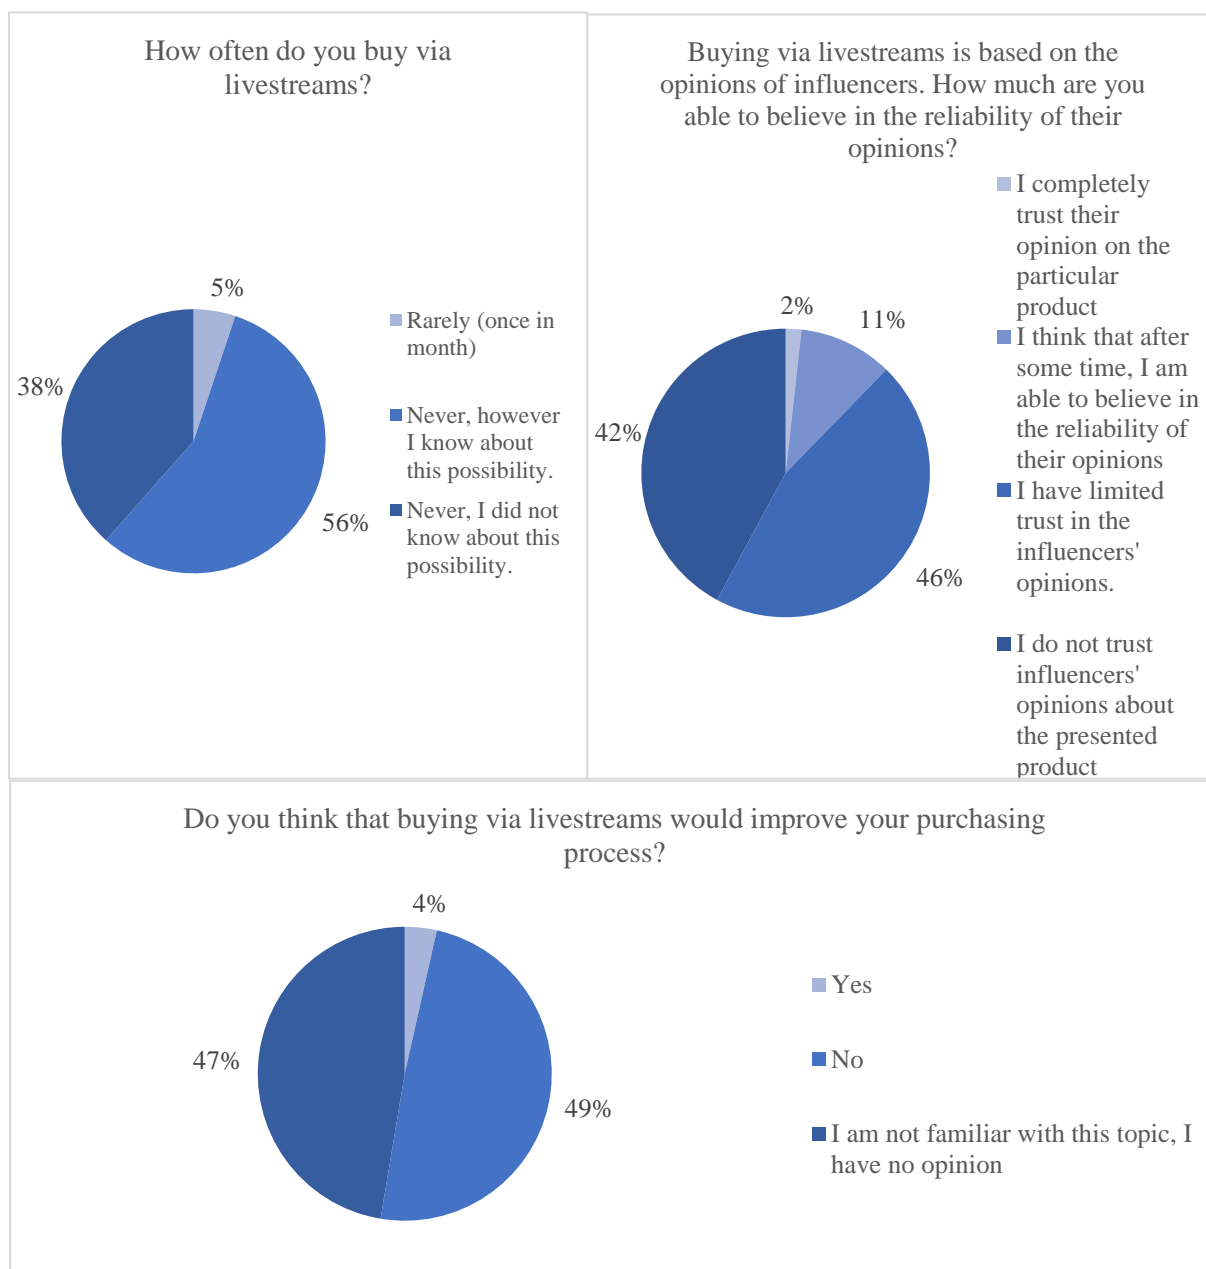 How often do you buy via
livestreams?
5%
38%
56%
Rarely (once in
month)
Never, however
I know about
this possibility.
Never, I did not
know about this
possibility.
Buying via livestreams is based on the
opinions of influencers. How much are you
able to believe in the reliability of their
opinions?
2%
11%
42%
46%
I completely
trust their
opinion on the
particular
product
I think that after
some time, I am
able to believe in
the reliability of
their opinions
I have limited
trust in the
influencers'
opinions.
I do not trust
influencers'
opinions about
the presented
product
Do you think that buying via livestreams would improve your purchasing
process?
4%
47%
49%
Yes
No
I am not familiar with this topic, I
have no opinion